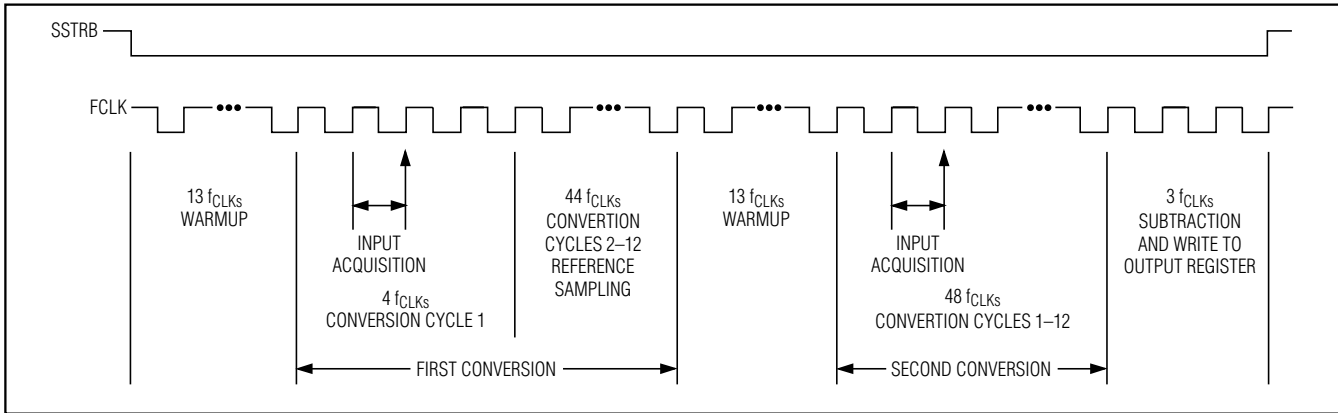 SSTRB
FCLK
13 fCLKs
WARMUP
INPUT
ACQUISITION
4 fCLKs
CONVERSION CYCLE 1
44 fCLKs
CONVERTION
CYCLES 2–12
REFERENCE
SAMPLING
FIRST CONVERSION
13 fCLKs
WARMUP
INPUT
ACQUISITION
48 fCLKs
CONVERTION CYCLES 1–12
SECOND CONVERSION
3 fCLKs
SUBTRACTION
AND WRITE TO
OUTPUT REGISTER